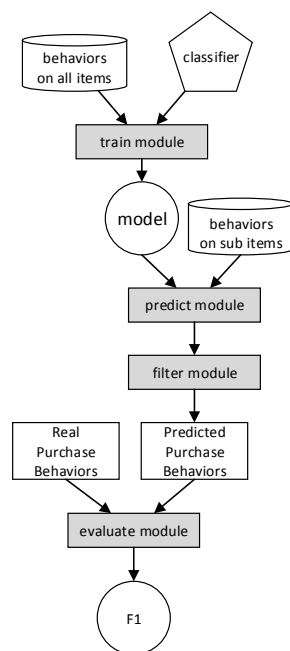 behaviors
on all items
classifier
train module
model
behaviors
on sub items
predict module
filter module
Real
Purchase
Behaviors
Predicted
Purchase
Behaviors
evaluate module
F1